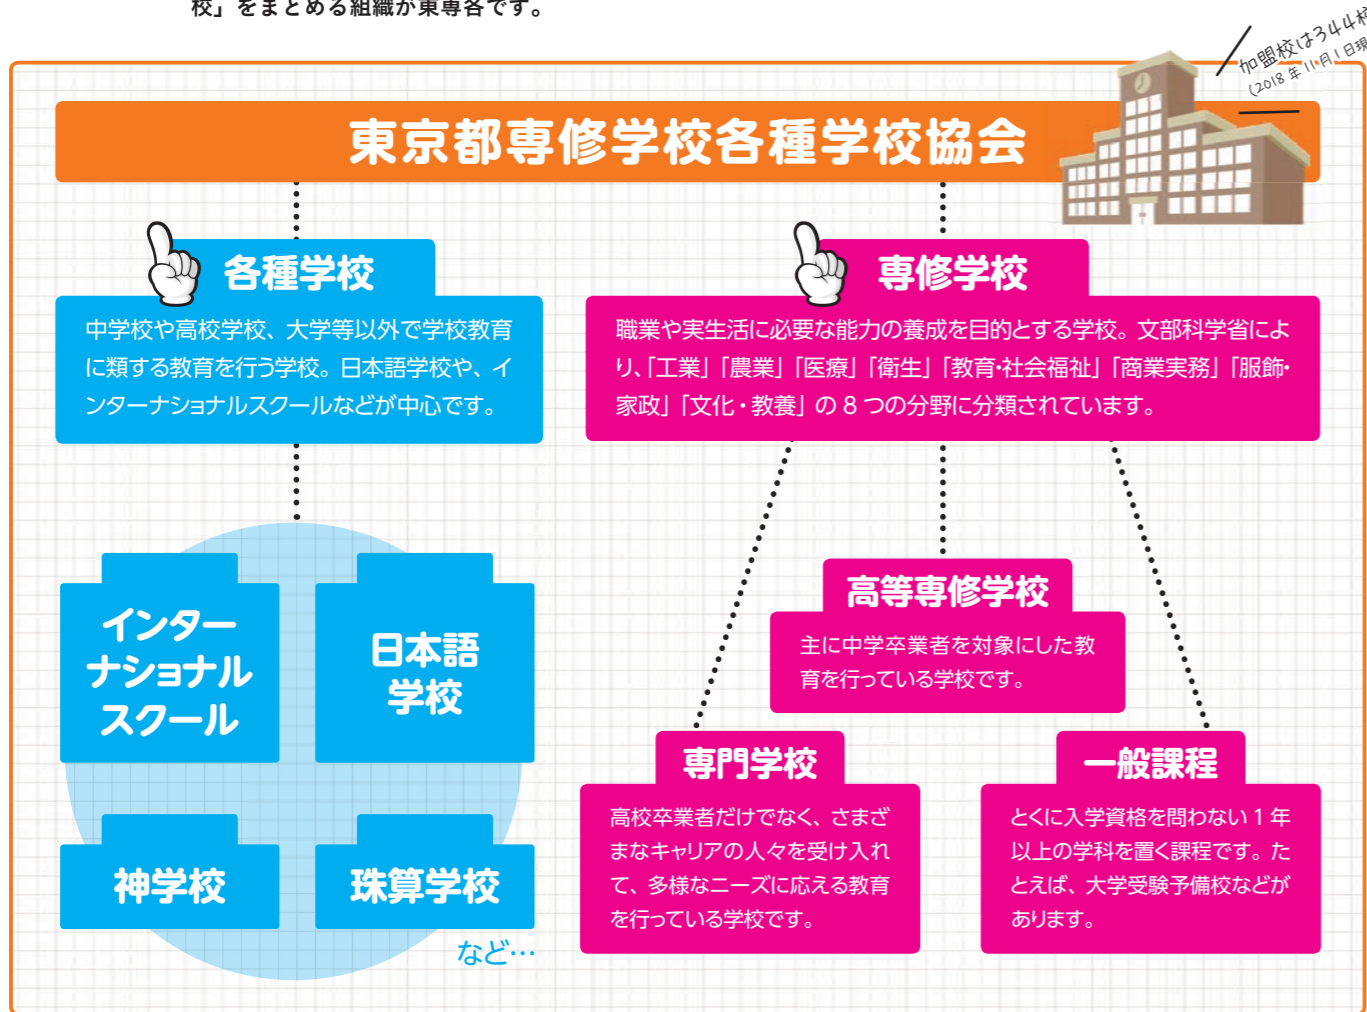 校」をまとめる組織が東専各です。
加盟校は344校
(2018年11月1日現
東京都専修学校各種学校協会
各種学校
中学校や高校学校、大学等以外で学校教育
に類する教育を行う学校。日本語学校や、イ
ンターナショナルスクールなどが中心です。
専修学校
職業や実生活に必要な能力の養成を目的とする学校。文部科学省によ
り、「工業」「農業」「医療」「衛生」「教育・社会福祉」「商業実務」「服飾・
家政」「文化・教養」の8つの分野に分類されています。
インター
ナショナル
スクール
日本語
学校
神学校
珠算学校
など…
高等専修学校
主に中学卒業者を対象にした教
育を行っている学校です。
専門学校
高校卒業者だけでなく、さまざ
まなキャリアの人々を受け入れ
て、多様なニーズに応える教育
を行っている学校です。
一般課程
とくに入学資格を問わない1年
以上の学科を置く課程です。た
とえば、大学受験予備校などが
あります。